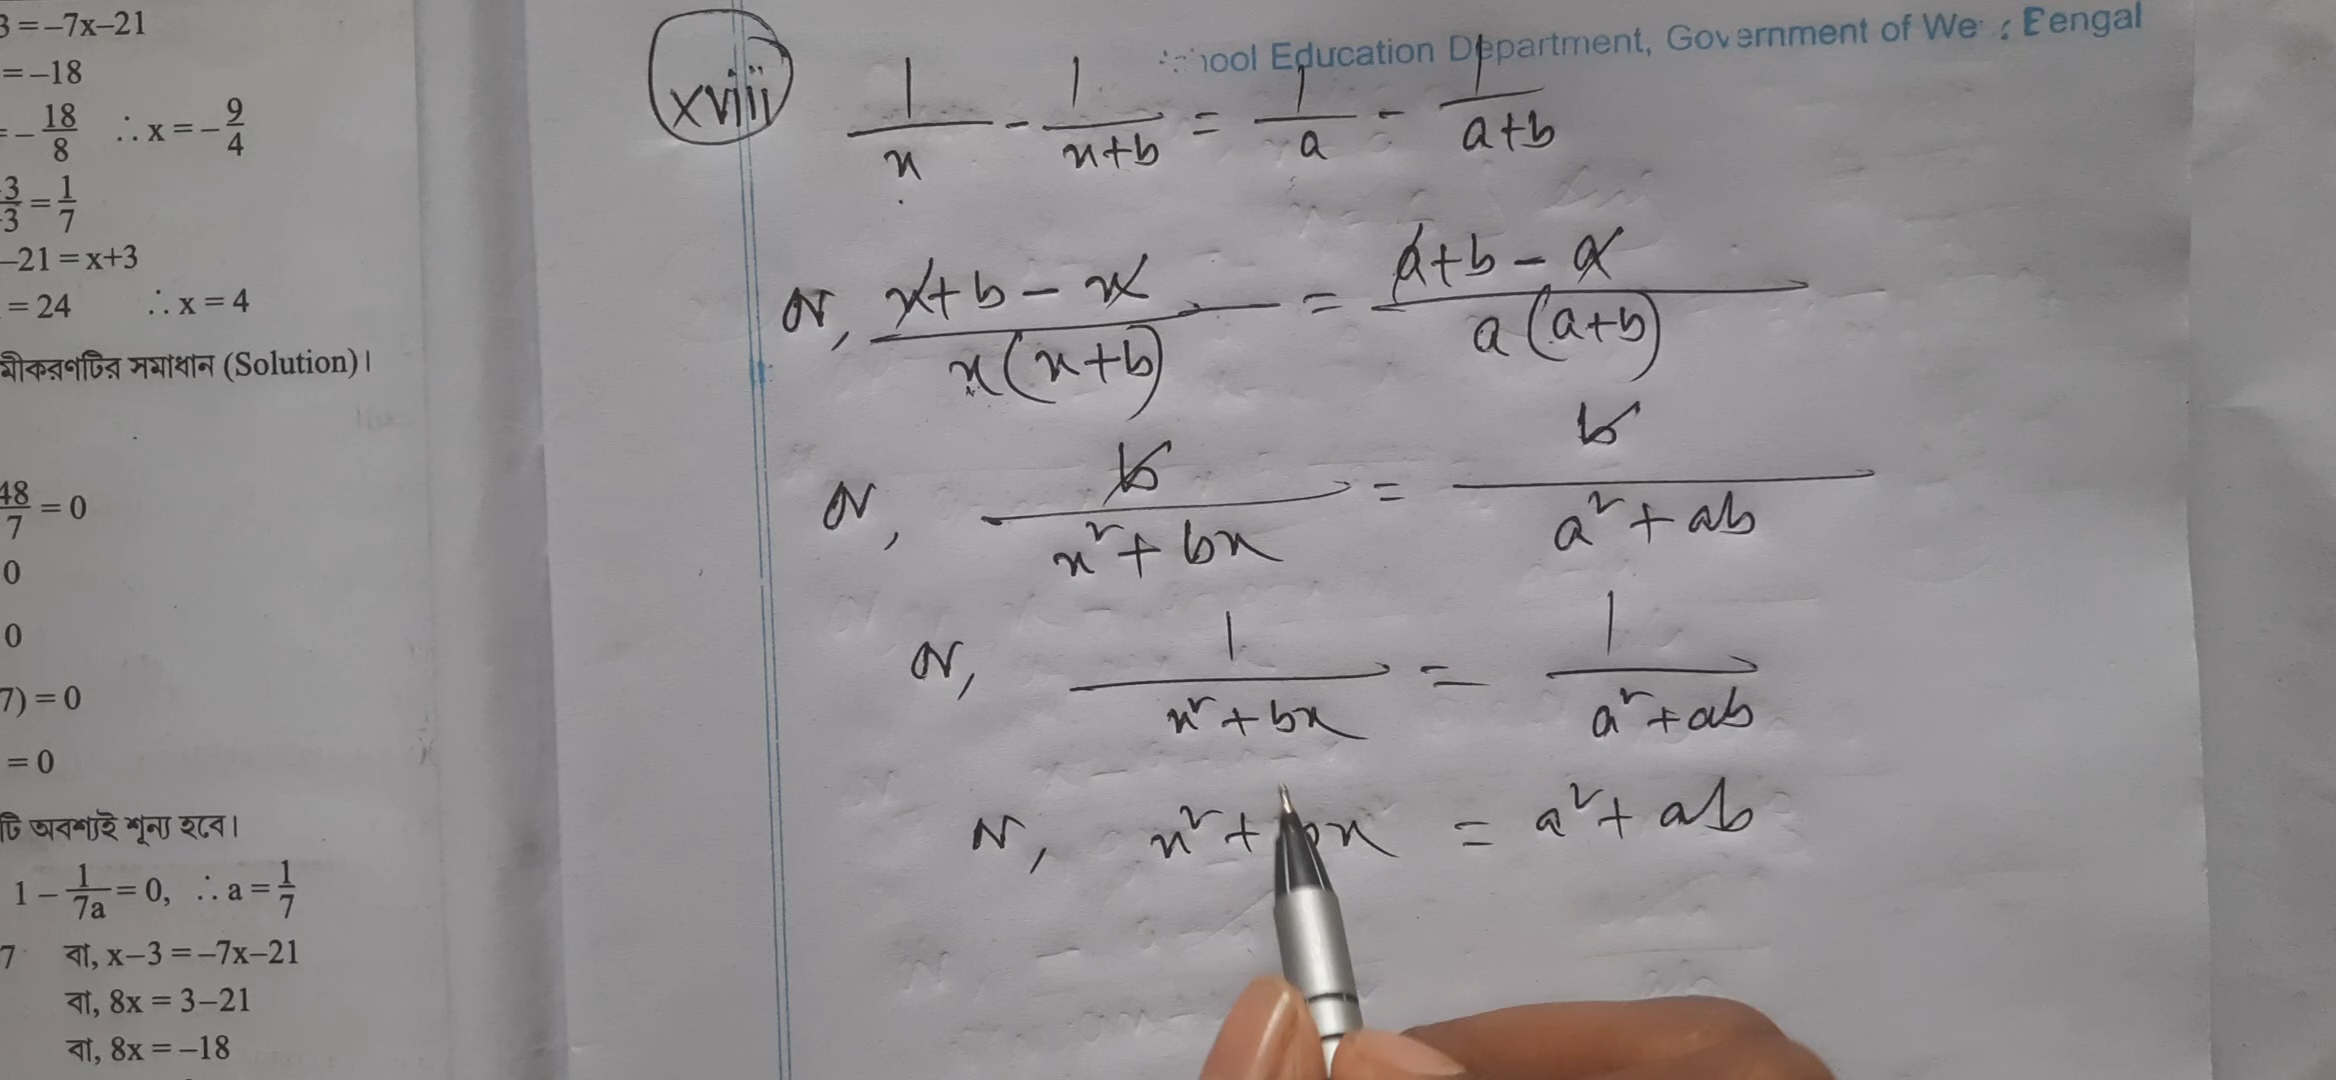 3 = –7x–21
= –18
= – 18/8 ∴ x = – 9/4
3/3 = 1/7
–21 = x+3
= 24 ∴ x = 4
মীকরণটির সমাধান (Solution)।
48/7 = 0
0
0
7) = 0
= 0
টি অবশ্যই শূন্য হবে।
1 – 1/7a = 0, ∴ a = 1/7
7 বা, x–3 = –7x–21
বা, 8x = 3–21
বা, 8x = –18
Education Department, Government of We Bengal
xviii 1/x - 1/(x+b) = 1/a - 1/(a+b)
or, (x+b-x)/(x(x+b)) = (a+b-a)/(a(a+b))
or, b/(x²+bx) = b/(a²+ab)
or, 1/(x²+bx) = 1/(a²+ab)
or, x²+bx = a²+ab